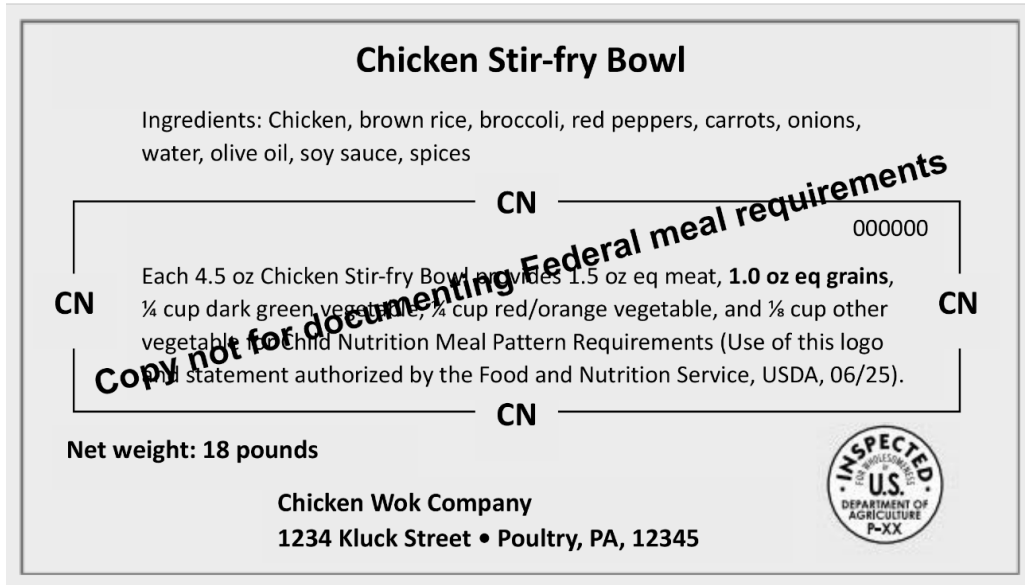 Chicken Stir-fry Bowl
Ingredients: Chicken, brown rice, broccoli, red peppers, carrots, onions,
water, olive oil, soy sauce, spices
CN
000000
Each 4.5 oz Chicken Stir-fry Bowl provides 1.5 oz eq meat, 1.0 oz eq grains,
CN
CN
¼ cup dark green vegetable, ¼ cup red/orange vegetable, and ⅛ cup other
vegetable for Child Nutrition Meal Pattern Requirements (Use of this logo
and statement authorized by the Food and Nutrition Service, USDA, 06/25).
Copy not for documenting Federal meal requirements
CN
Net weight: 18 pounds
Chicken Wok Company
1234 Kluck Street • Poultry, PA, 12345
INSPECTED
FOR WHOLESOMENESS
U.S.
DEPARTMENT OF
AGRICULTURE
P-XX